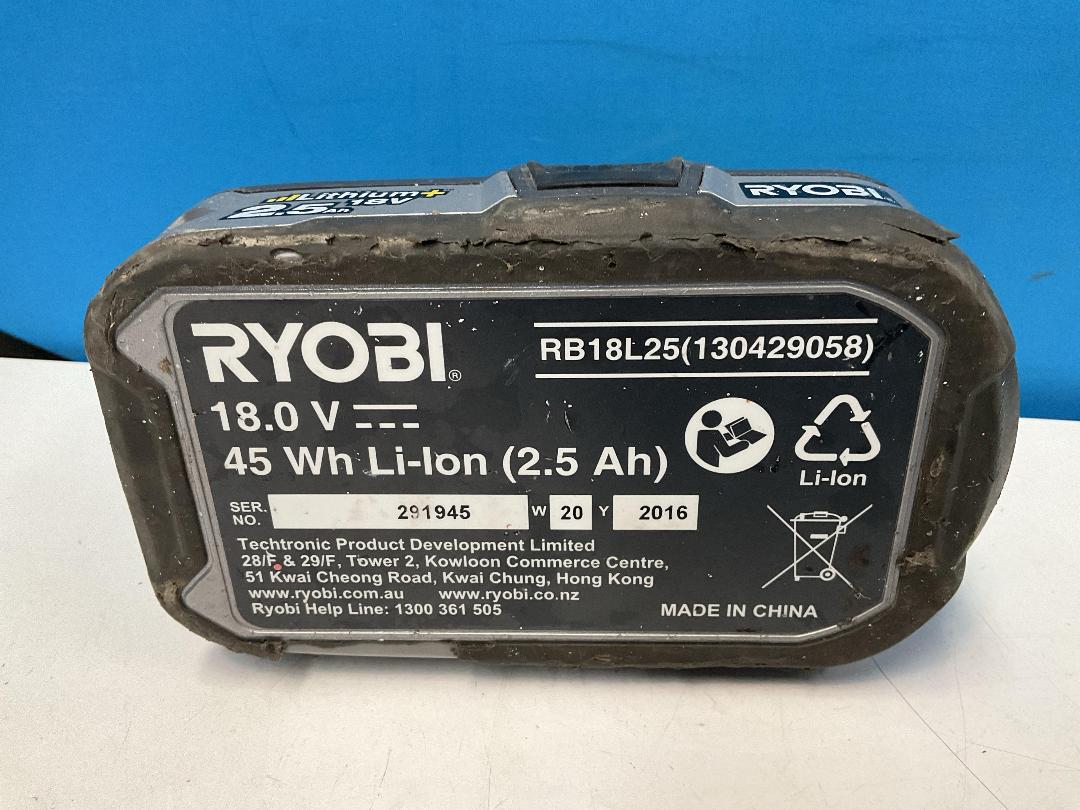 Lithium+
2.5Ah 18V
RYOBI
RYOBI®
RB18L25(130429058)
18.0 V
45 Wh Li-Ion (2.5 Ah)
Li-Ion
SER. NO. 291945 W 20 Y 2016
Techtronic Product Development Limited
28/F, & 29/F, Tower 2, Kowloon Commerce Centre,
51 Kwai Cheong Road, Kwai Chung, Hong Kong
www.ryobi.com.au www.ryobi.co.nz
Ryobi Help Line: 1300 361 505
MADE IN CHINA